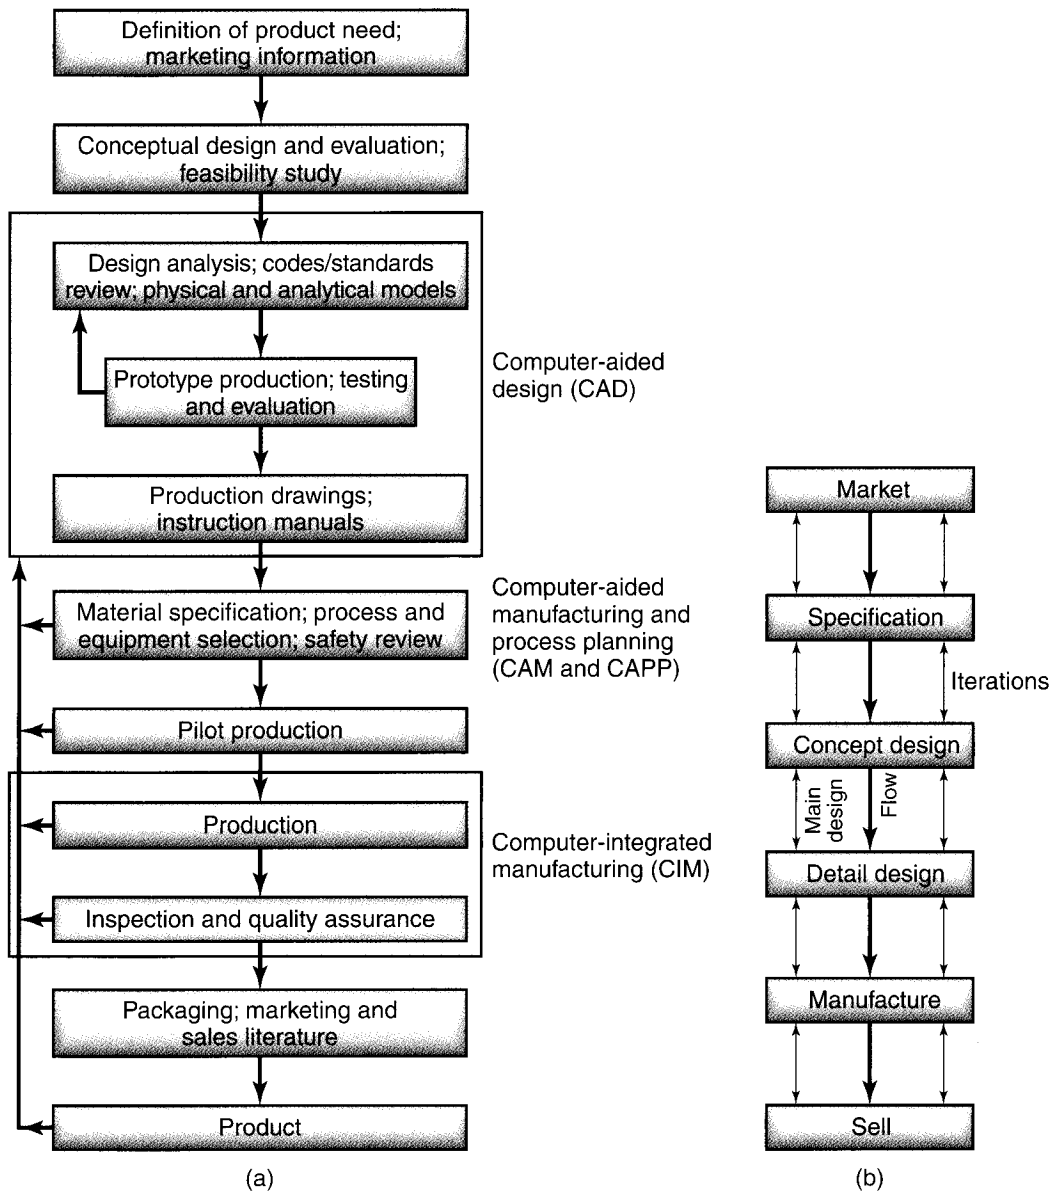 Definition of product need;
marketing information
Conceptual design and evaluation;
feasibility study
Design analysis; codes/standards
review; physical and analytical models
Prototype production; testing
and evaluation
Production drawings;
instruction manuals
Computer-aided
design (CAD)
Material specification; process and
equipment selection; safety review
Computer-aided
manufacturing and
process planning
(CAM and CAPP)
Pilot production
Production
Inspection and quality assurance
Computer-integrated
manufacturing (CIM)
Packaging; marketing and
sales literature
Product
(a)
Market
Specification
Iterations
Concept design
Main
design
Flow
Detail design
Manufacture
Sell
(b)